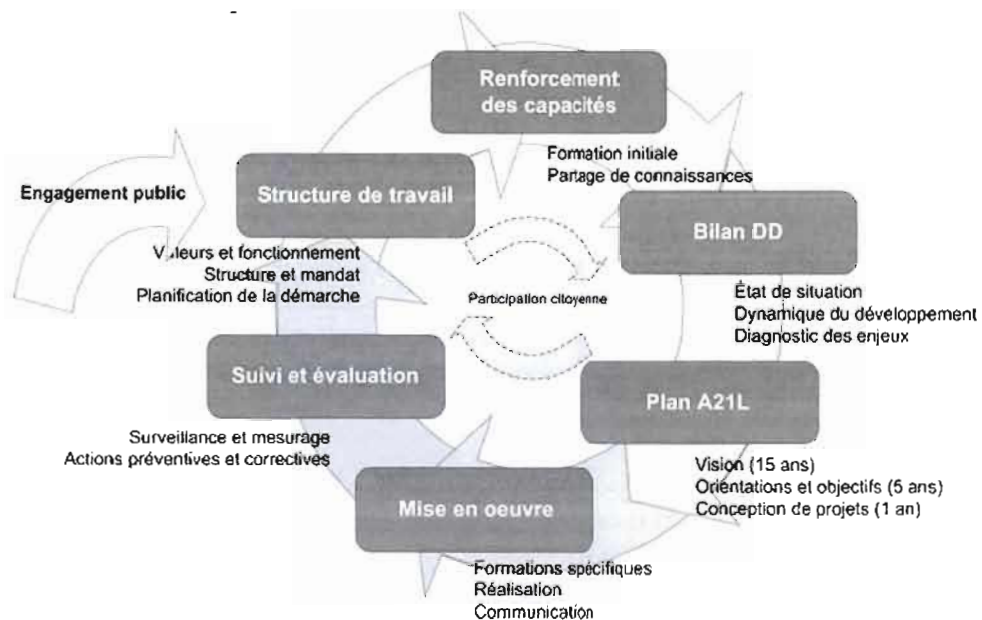 Engagement public
Structure de travail
Valeurs et fonctionnement
Structure et mandat
Planification de la démarche
Renforcement
des capacités
Formation initiale
Partage de connaissances
Bilan DD
État de situation
Dynamique du développement
Diagnostic des enjeux
Plan A21L
Vision (15 ans)
Orientations et objectifs (5 ans)
Conception de projets (1 an)
Mise en oeuvre
Formations spécifiques
Réalisation
Communication
Suivi et évaluation
Surveillance et mesurage
Actions préventives et correctives
Participation citoyenne